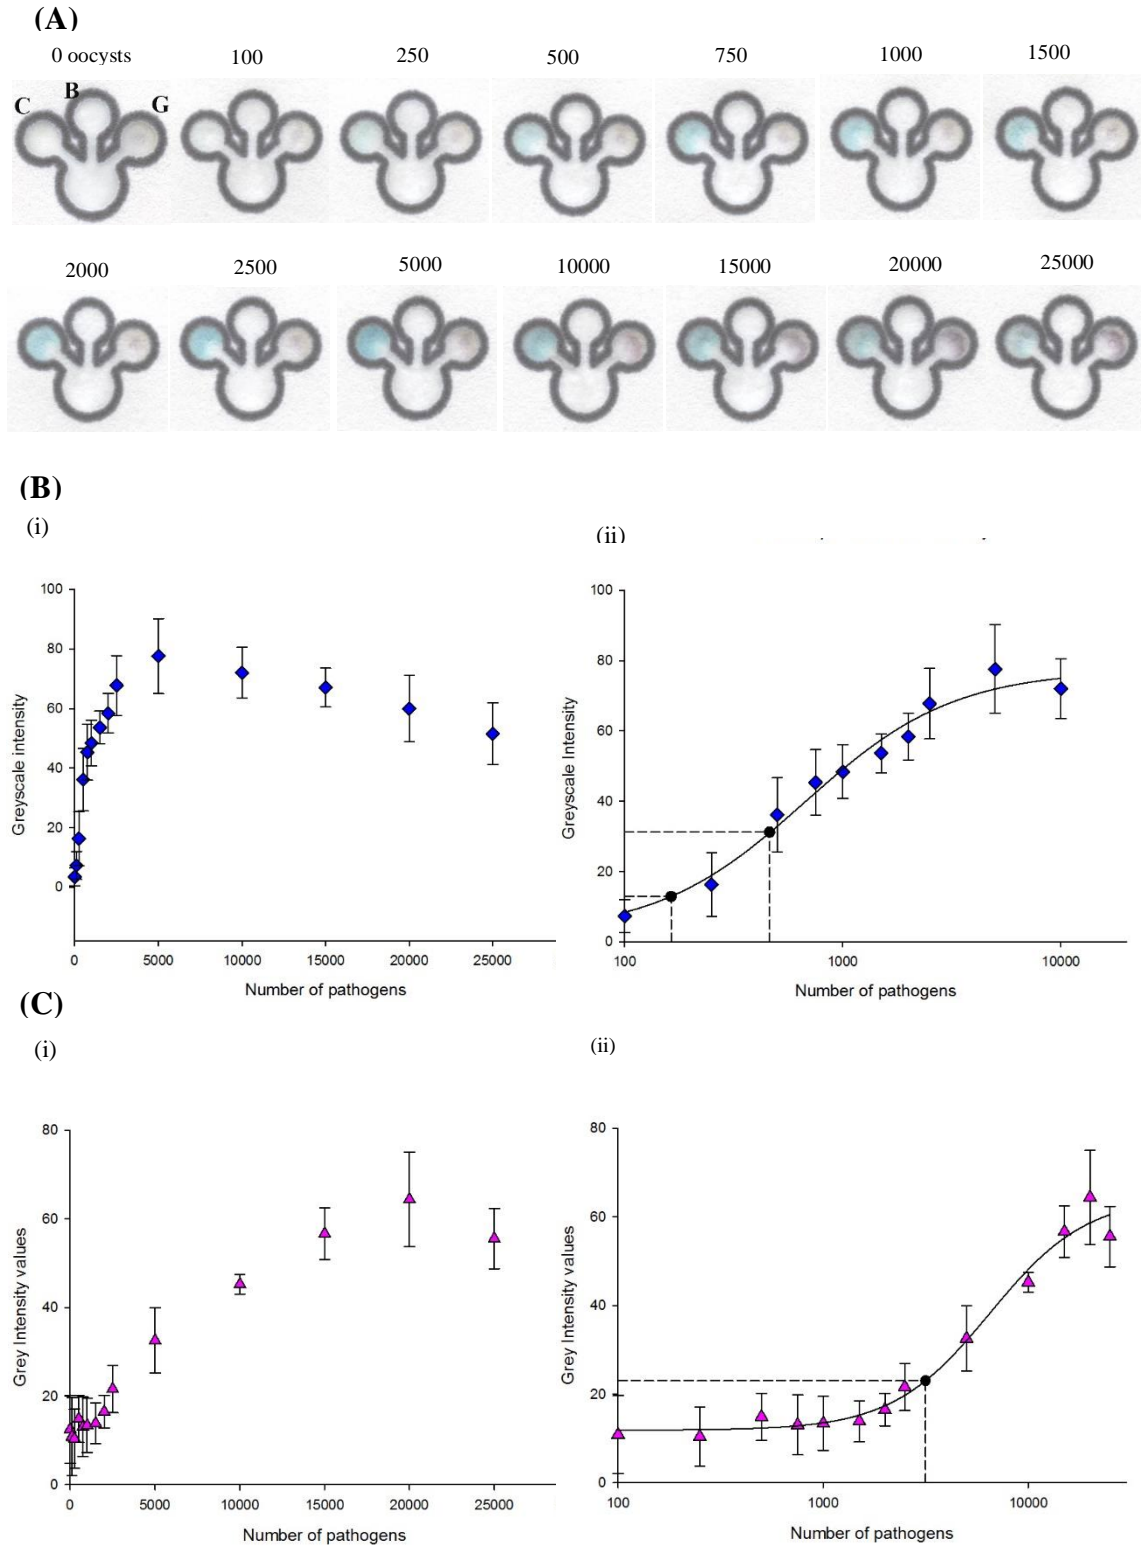 (A)
0 oocysts 100 250 500 750 1000 1500
C B G
2000 2500 5000 10000 15000 20000 25000
(B)
(i)
100
80
60
40
20
0
Greyscale intensity
0 5000 10000 15000 20000 25000
Number of pathogens
(ii)
100
80
60
40
20
0
Greyscale Intensity
100 1000 10000
Number of pathogens
(C)
(i)
80
60
40
20
0
Grey Intensity values
0 5000 10000 15000 20000 25000
Number of pathogens
(ii)
80
60
40
20
0
Grey Intensity values
100 1000 10000
Number of pathogens